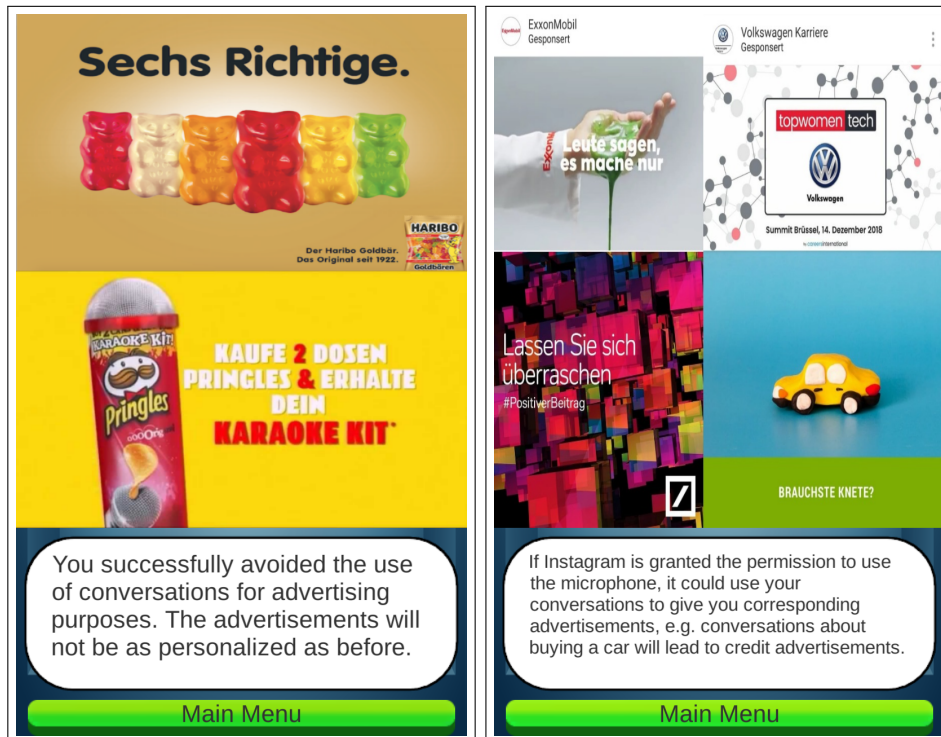 Sechs Richtige.
HARIBO
Der Haribo Goldbär.
Das Original seit 1922.
Goldbären
KARAOKE KIT!
Pringles
KAUFE 2 DOSEN
PRINGLES & ERHALTE
DEIN
KARAOKE KIT*
You successfully avoided the use
of conversations for advertising
purposes. The advertisements will
not be as personalized as before.
Main Menu
ExxonMobil
Gesponsert
ExxonMobil
Leute sagen,
es mache nur
Volkswagen Karriere
Gesponsert
topwomen tech
Volkswagen
Summit Brüssel, 14. Dezember 2018
Lassen Sie sich
überraschen
#PositiverBeitrag
BRAUCHSTE KNETE?
If Instagram is granted the permission to use
the microphone, it could use your
conversations to give you corresponding
advertisements, e.g. conversations about
buying a car will lead to credit advertisements.
Main Menu